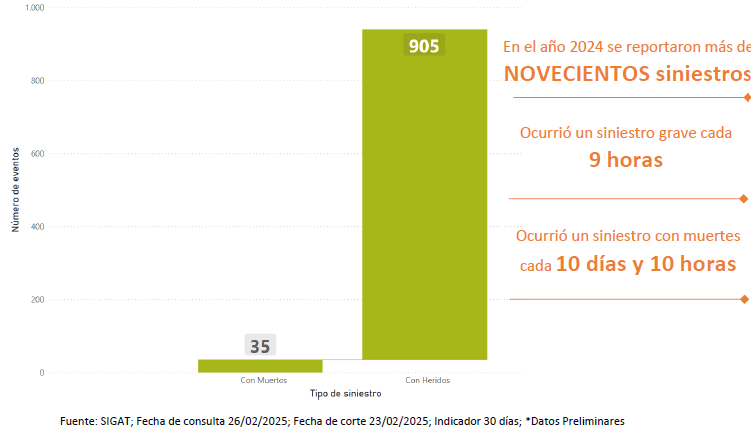 1.000
800
600
400
200
0
Número de eventos
905
35
Con Muertos
Con Heridos
Tipo de siniestro
En el año 2024 se reportaron más de
NOVECIENTOS siniestros
Ocurrió un siniestro grave cada
9 horas
Ocurrió un siniestro con muertes
cada 10 días y 10 horas
Fuente: SIGAT; Fecha de consulta 26/02/2025; Fecha de corte 23/02/2025; Indicador 30 días; *Datos Preliminares